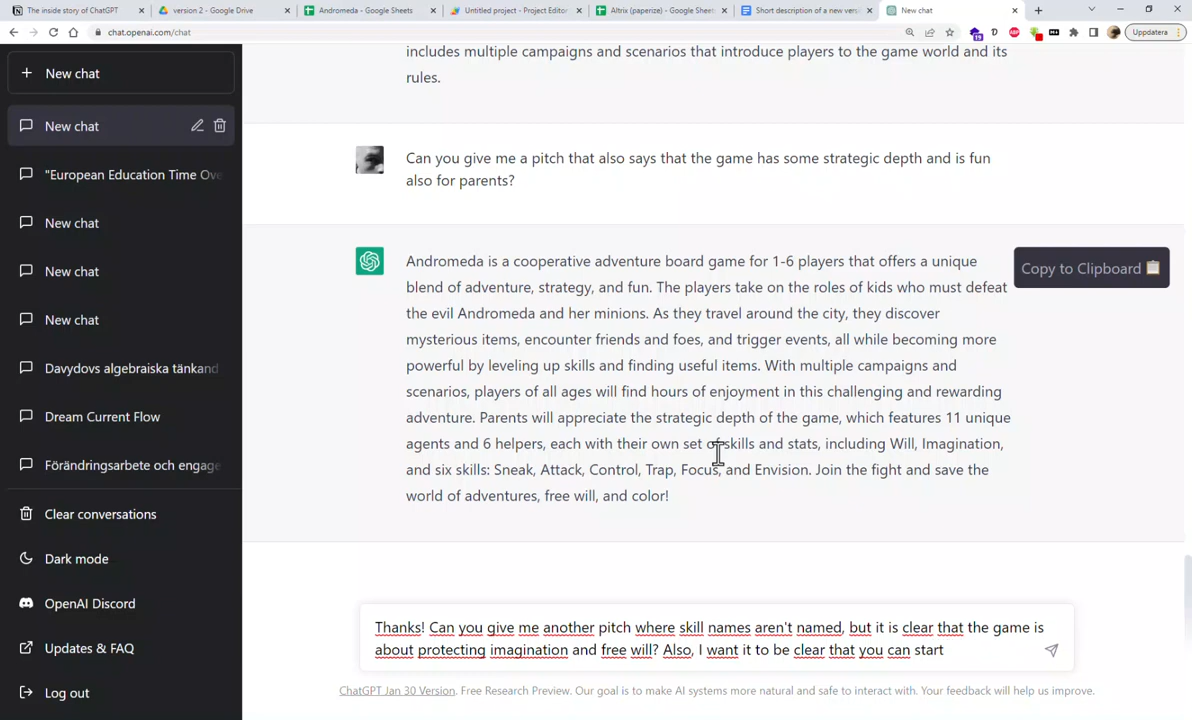 The inside story of ChatGPT
version 2 - Google Drive
Andromeda - Google Sheets
Untitled project - Project Editor
Altrix (paperize) - Google Sheets
Short description of a new versi
New chat
chat.openai.com/chat
19
ABP
Uppdatera
New chat
New chat
"European Education Time Ove
New chat
New chat
New chat
Davydovs algebraiska tänkand
Dream Current Flow
Förändringsarbete och engage
Clear conversations
Dark mode
OpenAI Discord
Updates & FAQ
Log out
includes multiple campaigns and scenarios that introduce players to the game world and its
rules.
Can you give me a pitch that also says that the game has some strategic depth and is fun
also for parents?
Andromeda is a cooperative adventure board game for 1-6 players that offers a unique
blend of adventure, strategy, and fun. The players take on the roles of kids who must defeat
the evil Andromeda and her minions. As they travel around the city, they discover
mysterious items, encounter friends and foes, and trigger events, all while becoming more
powerful by leveling up skills and finding useful items. With multiple campaigns and
scenarios, players of all ages will find hours of enjoyment in this challenging and rewarding
adventure. Parents will appreciate the strategic depth of the game, which features 11 unique
agents and 6 helpers, each with their own set of skills and stats, including Will, Imagination,
and six skills: Sneak, Attack, Control, Trap, Focus, and Envision. Join the fight and save the
world of adventures, free will, and color!
Copy to Clipboard
Thanks! Can you give me another pitch where skill names aren't named, but it is clear that the game is
about protecting imagination and free will? Also, I want it to be clear that you can start
ChatGPT Jan 30 Version. Free Research Preview. Our goal is to make AI systems more natural and safe to interact with. Your feedback will help us improve.